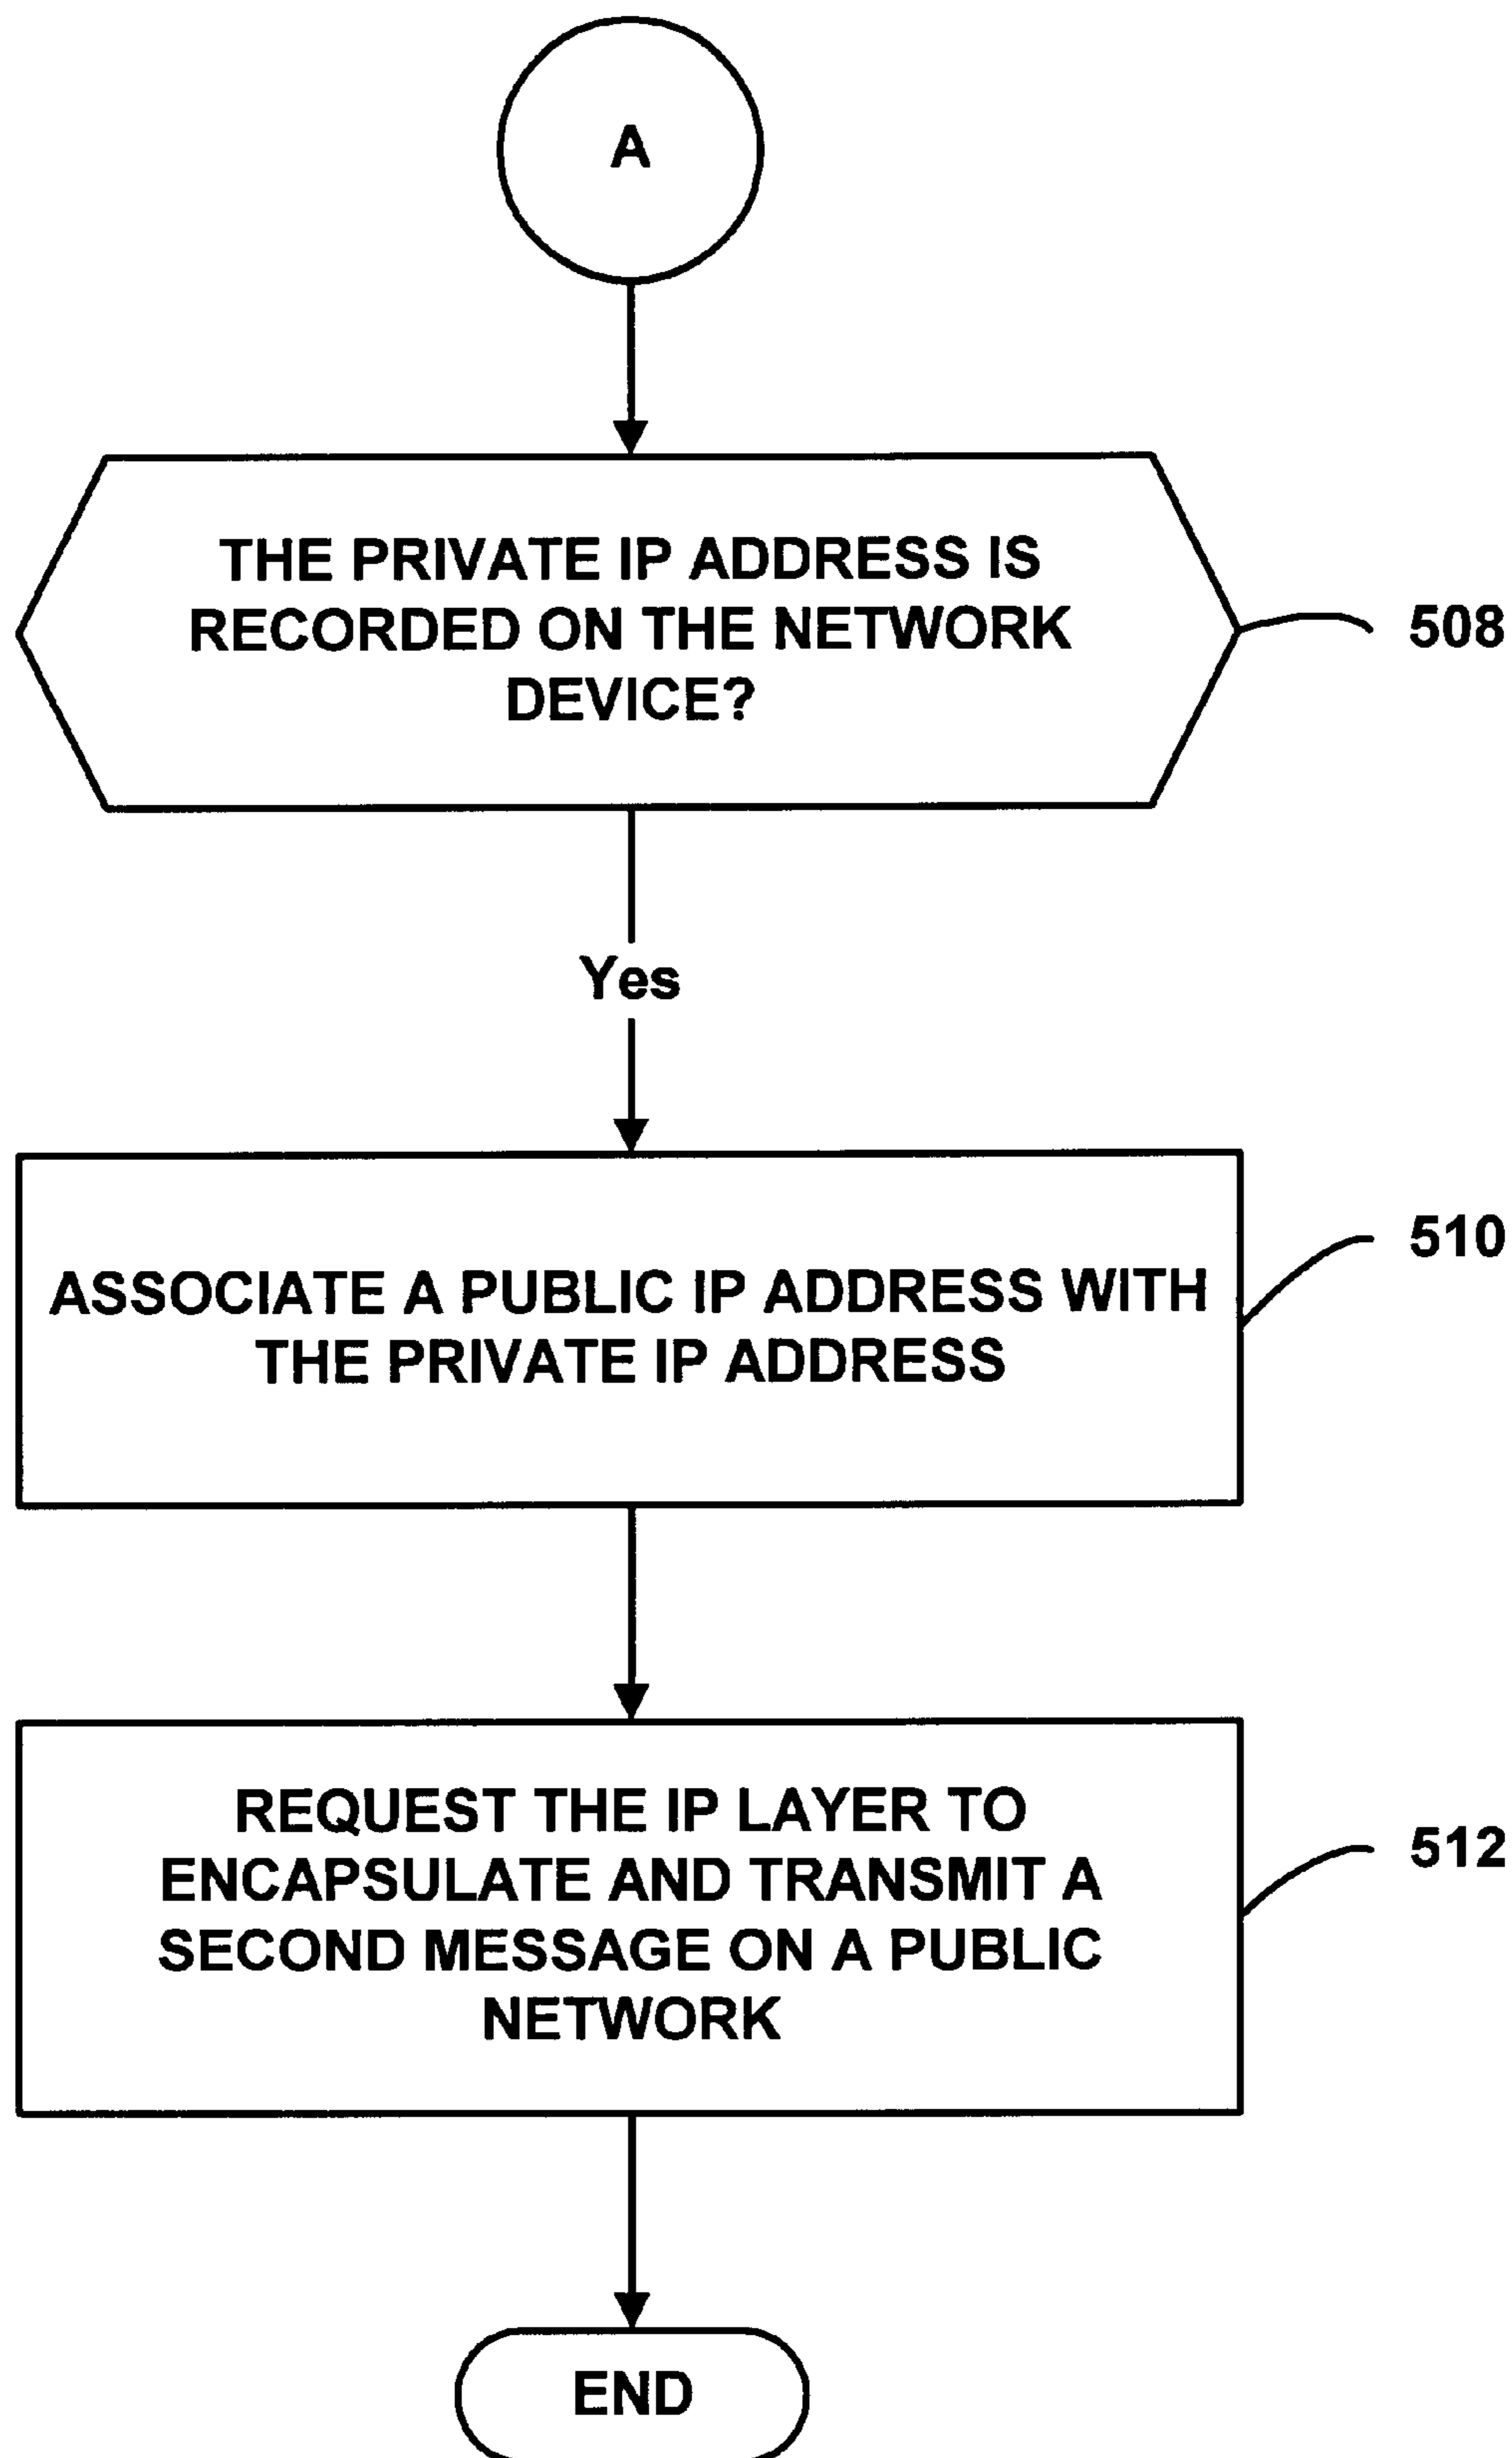 A
THE PRIVATE IP ADDRESS IS
RECORDED ON THE NETWORK
DEVICE?
508
Yes
510
ASSOCIATE A PUBLIC IP ADDRESS WITH
THE PRIVATE IP ADDRESS
REQUEST THE IP LAYER TO
ENCAPSULATE AND TRANSMIT A
SECOND MESSAGE ON A PUBLIC
NETWORK
512
END